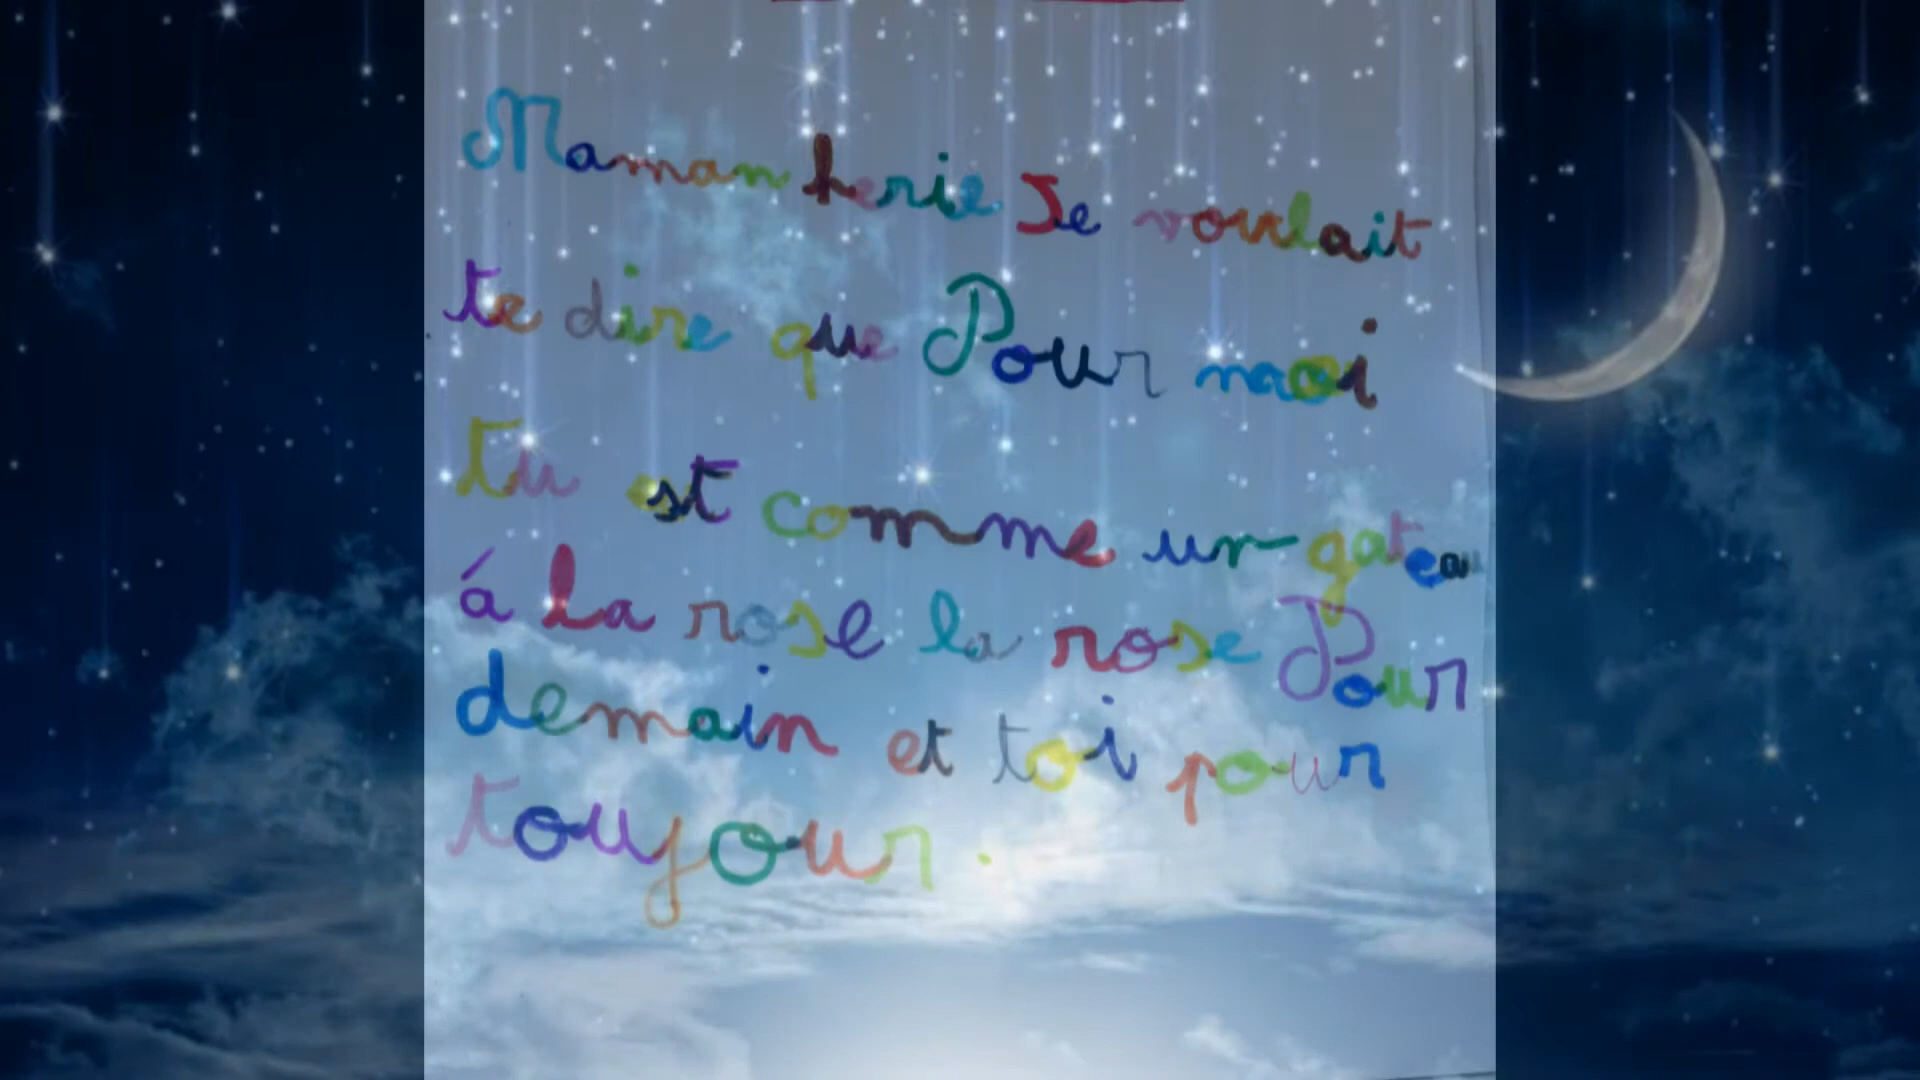 Maman herie Je voulait
te dire que Pour moi
tu est comme un gateau
á la rose la rose Pour
demain et toi pour
toujour.